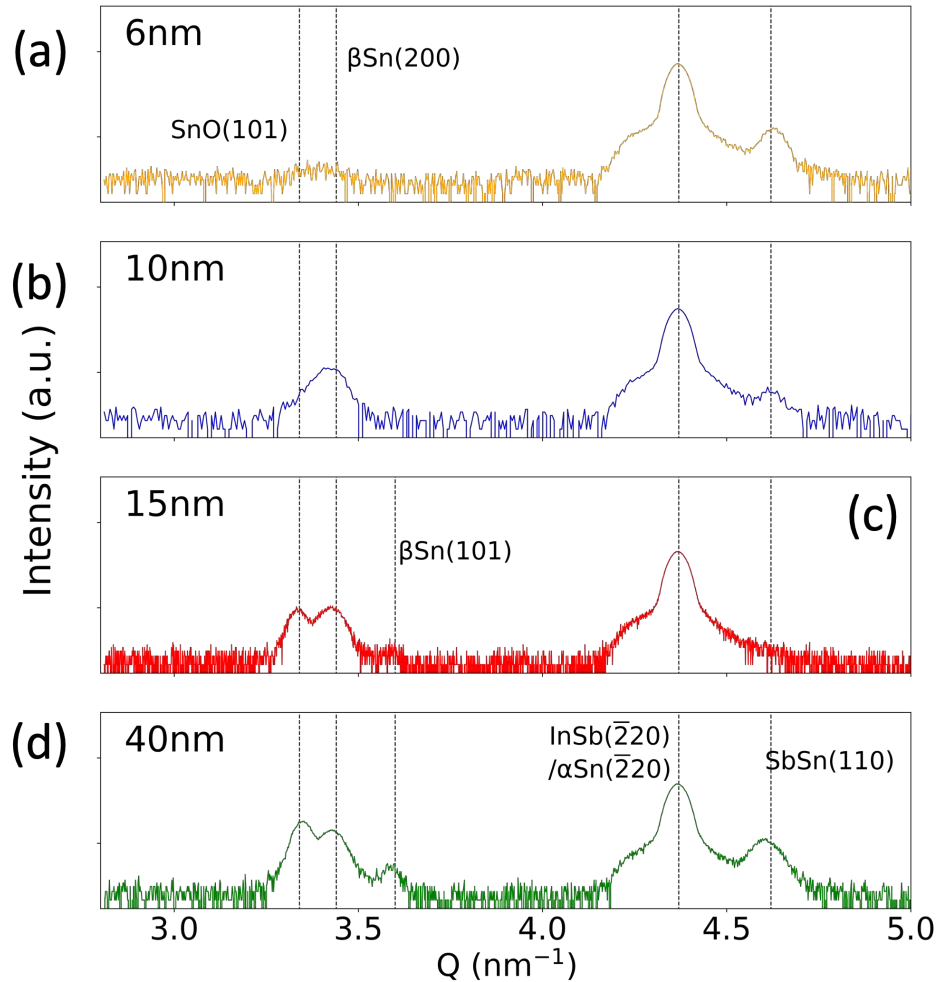 (a)
6nm
βSn(200)
SnO(101)
(b)
10nm
15nm
(c)
βSn(101)
(d)
40nm
InSb(2̅20)
/αSn(2̅20)
SbSn(110)
Intensity (a.u.)
3.0 3.5 4.0 4.5 5.0
Q (nm⁻¹)